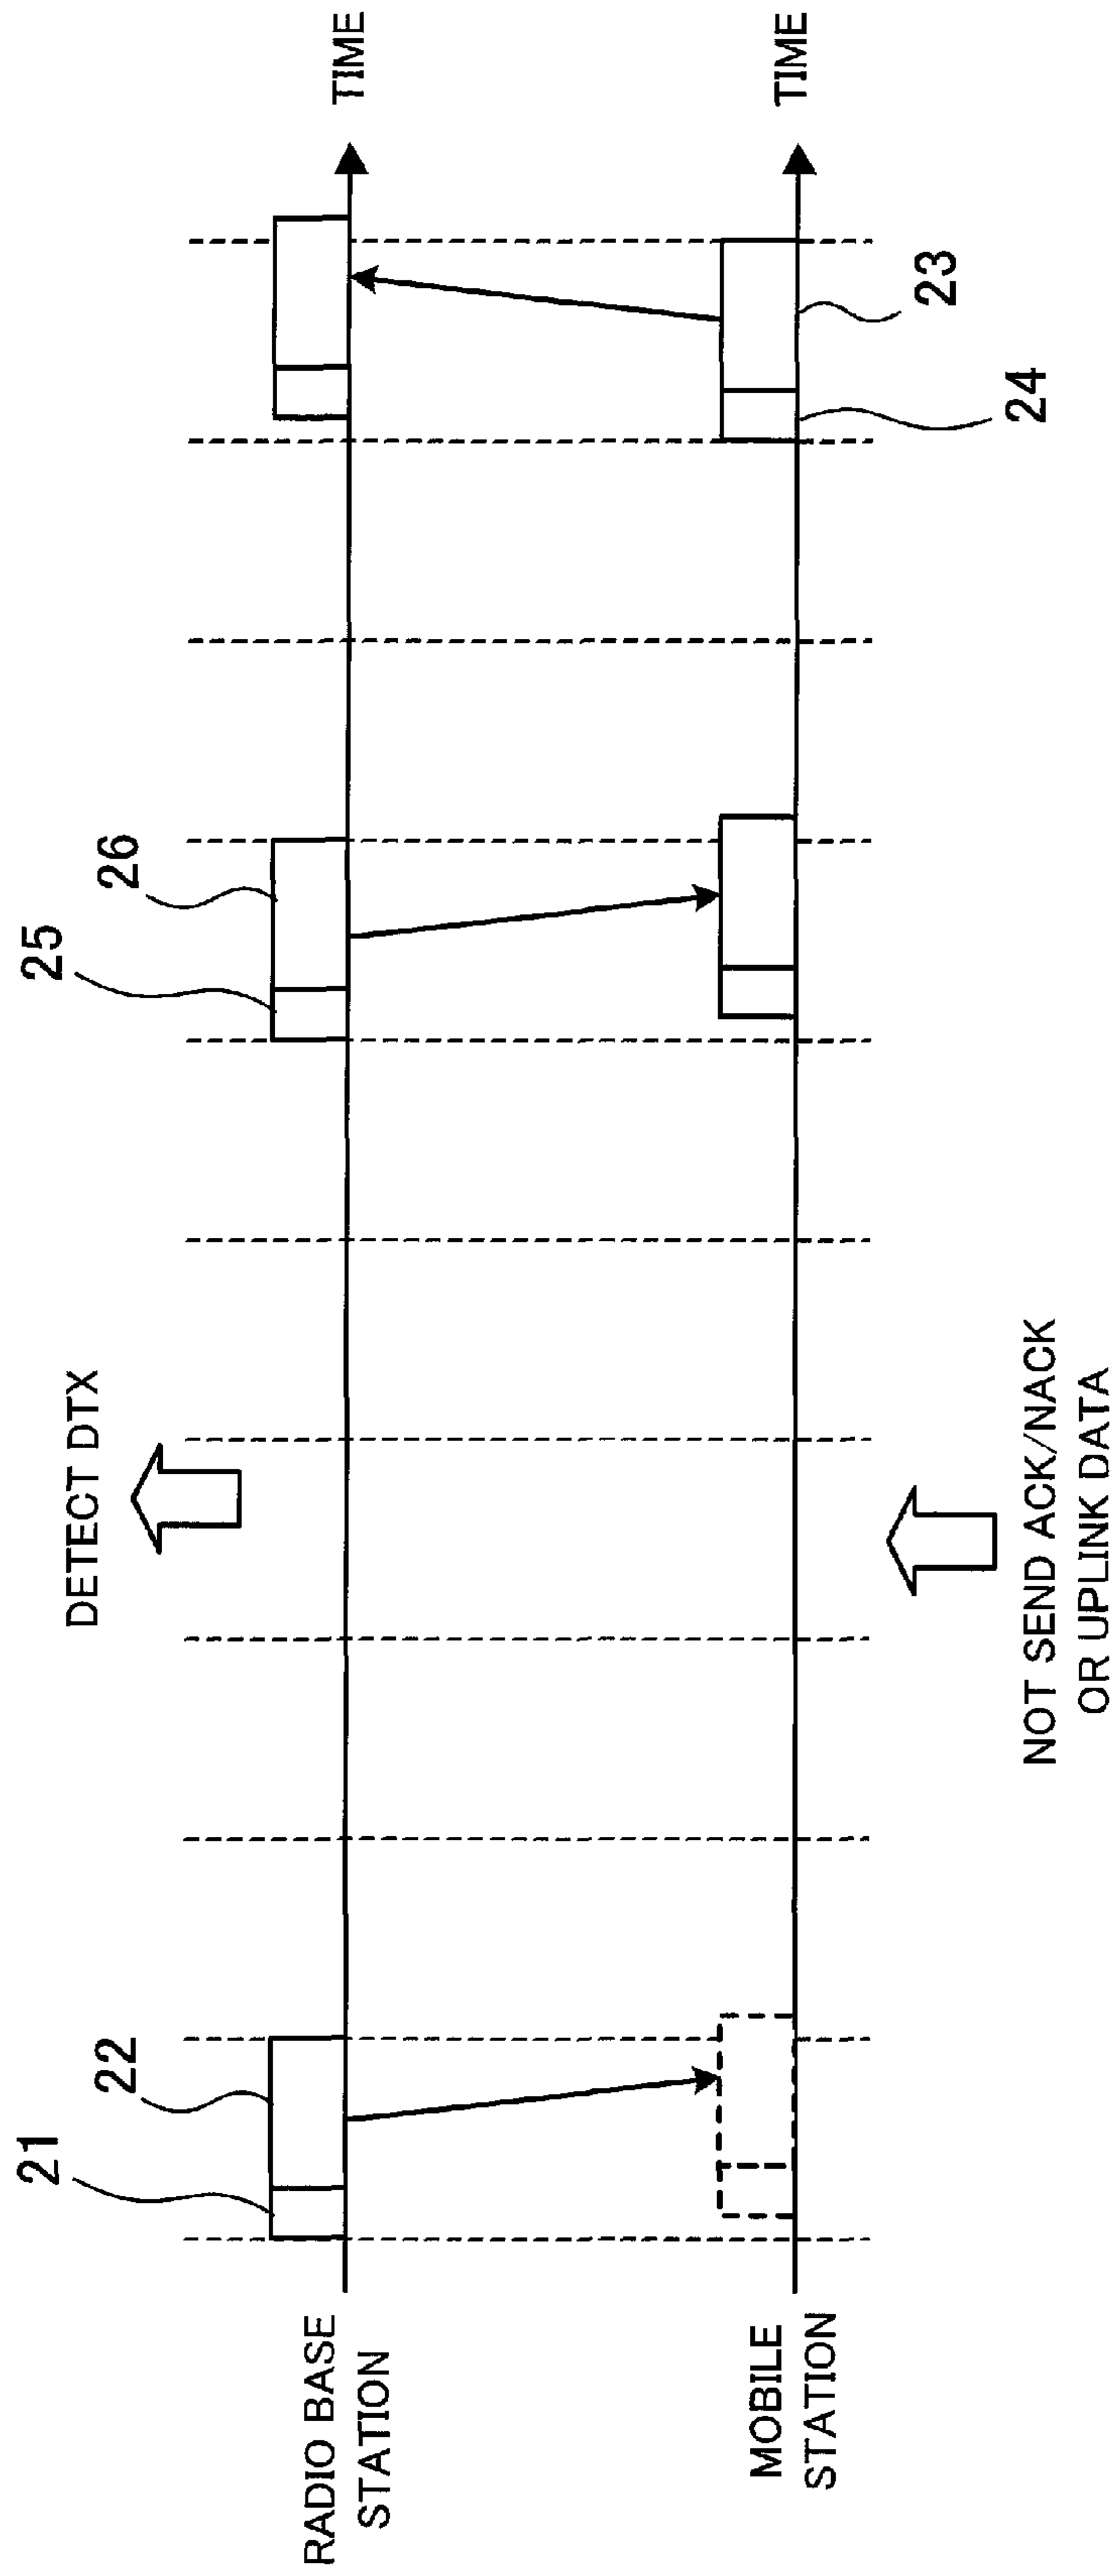 DETECT DTX
21
22
25
26
RADIO BASE
STATION
TIME
MOBILE
STATION
TIME
24
23
NOT SEND ACK/NACK
OR UPLINK DATA